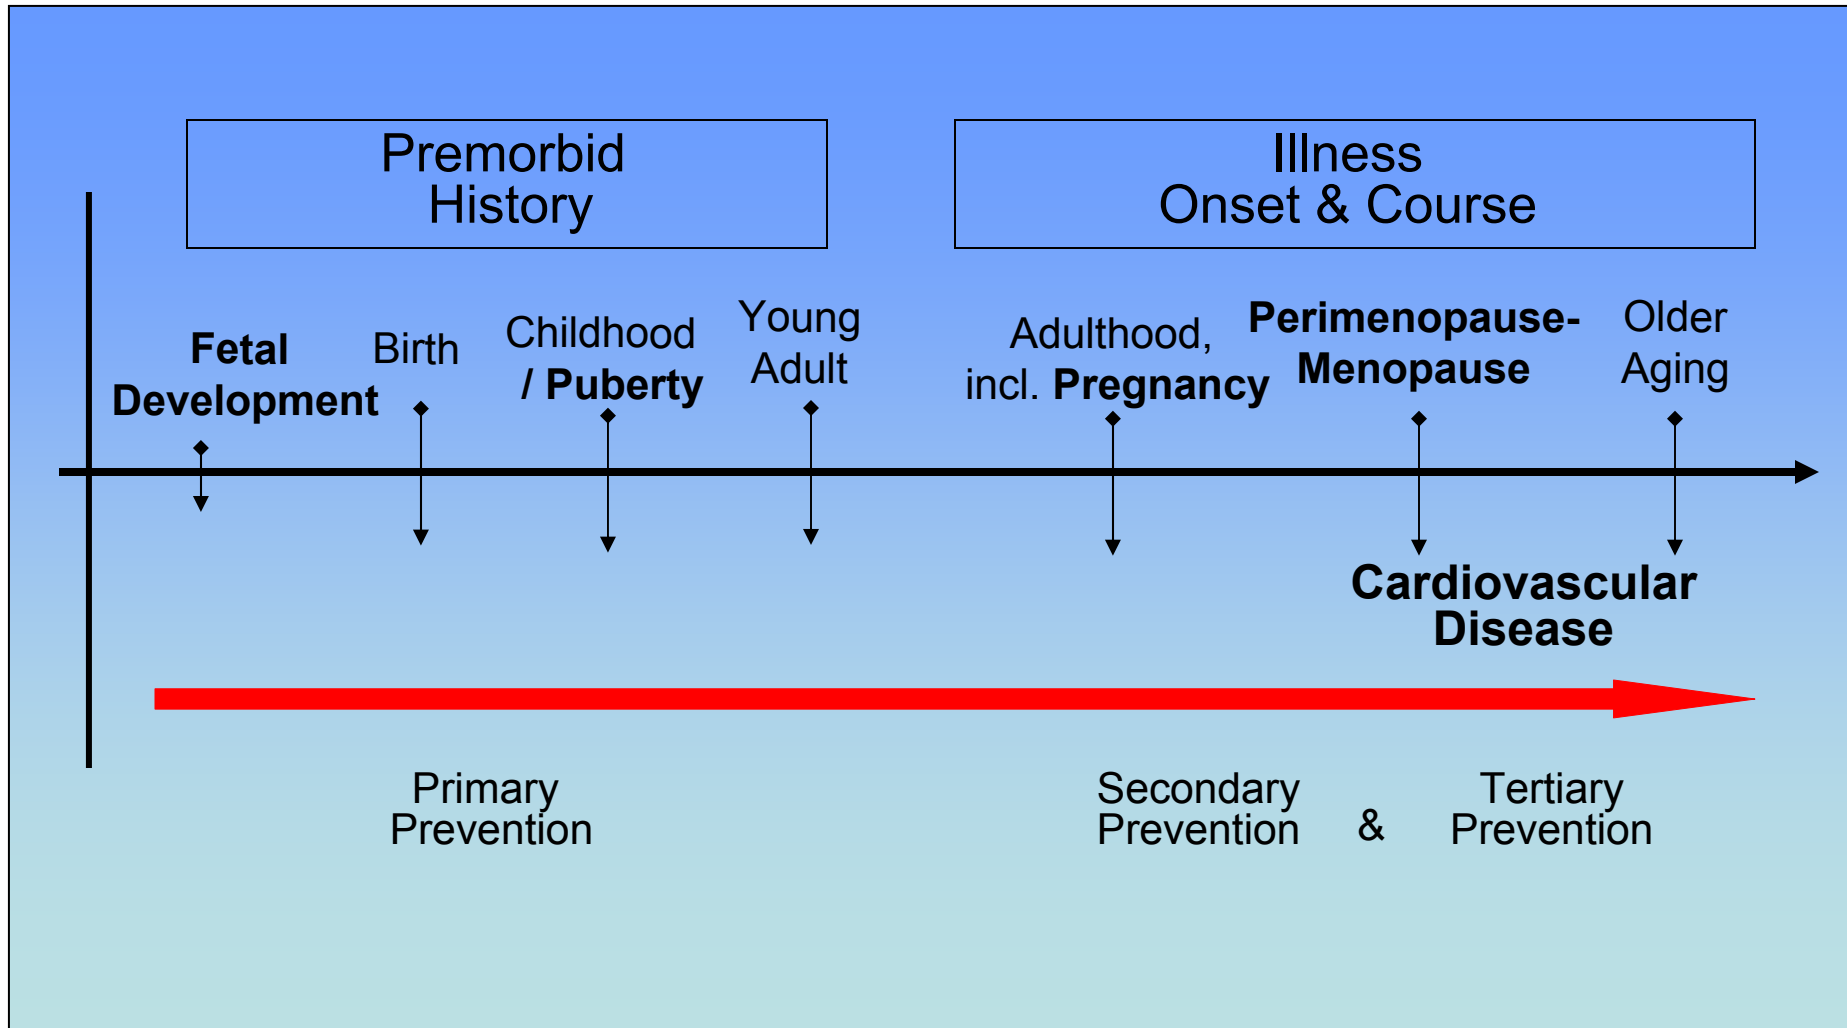 Premorbid
History
Illness
Onset & Course
Fetal
Development
Birth
Childhood
/ Puberty
Young
Adult
Adulthood,
incl. Pregnancy
Perimenopause-
Menopause
Older
Aging
Cardiovascular
Disease
Primary
Prevention
Secondary
Prevention
&
Tertiary
Prevention